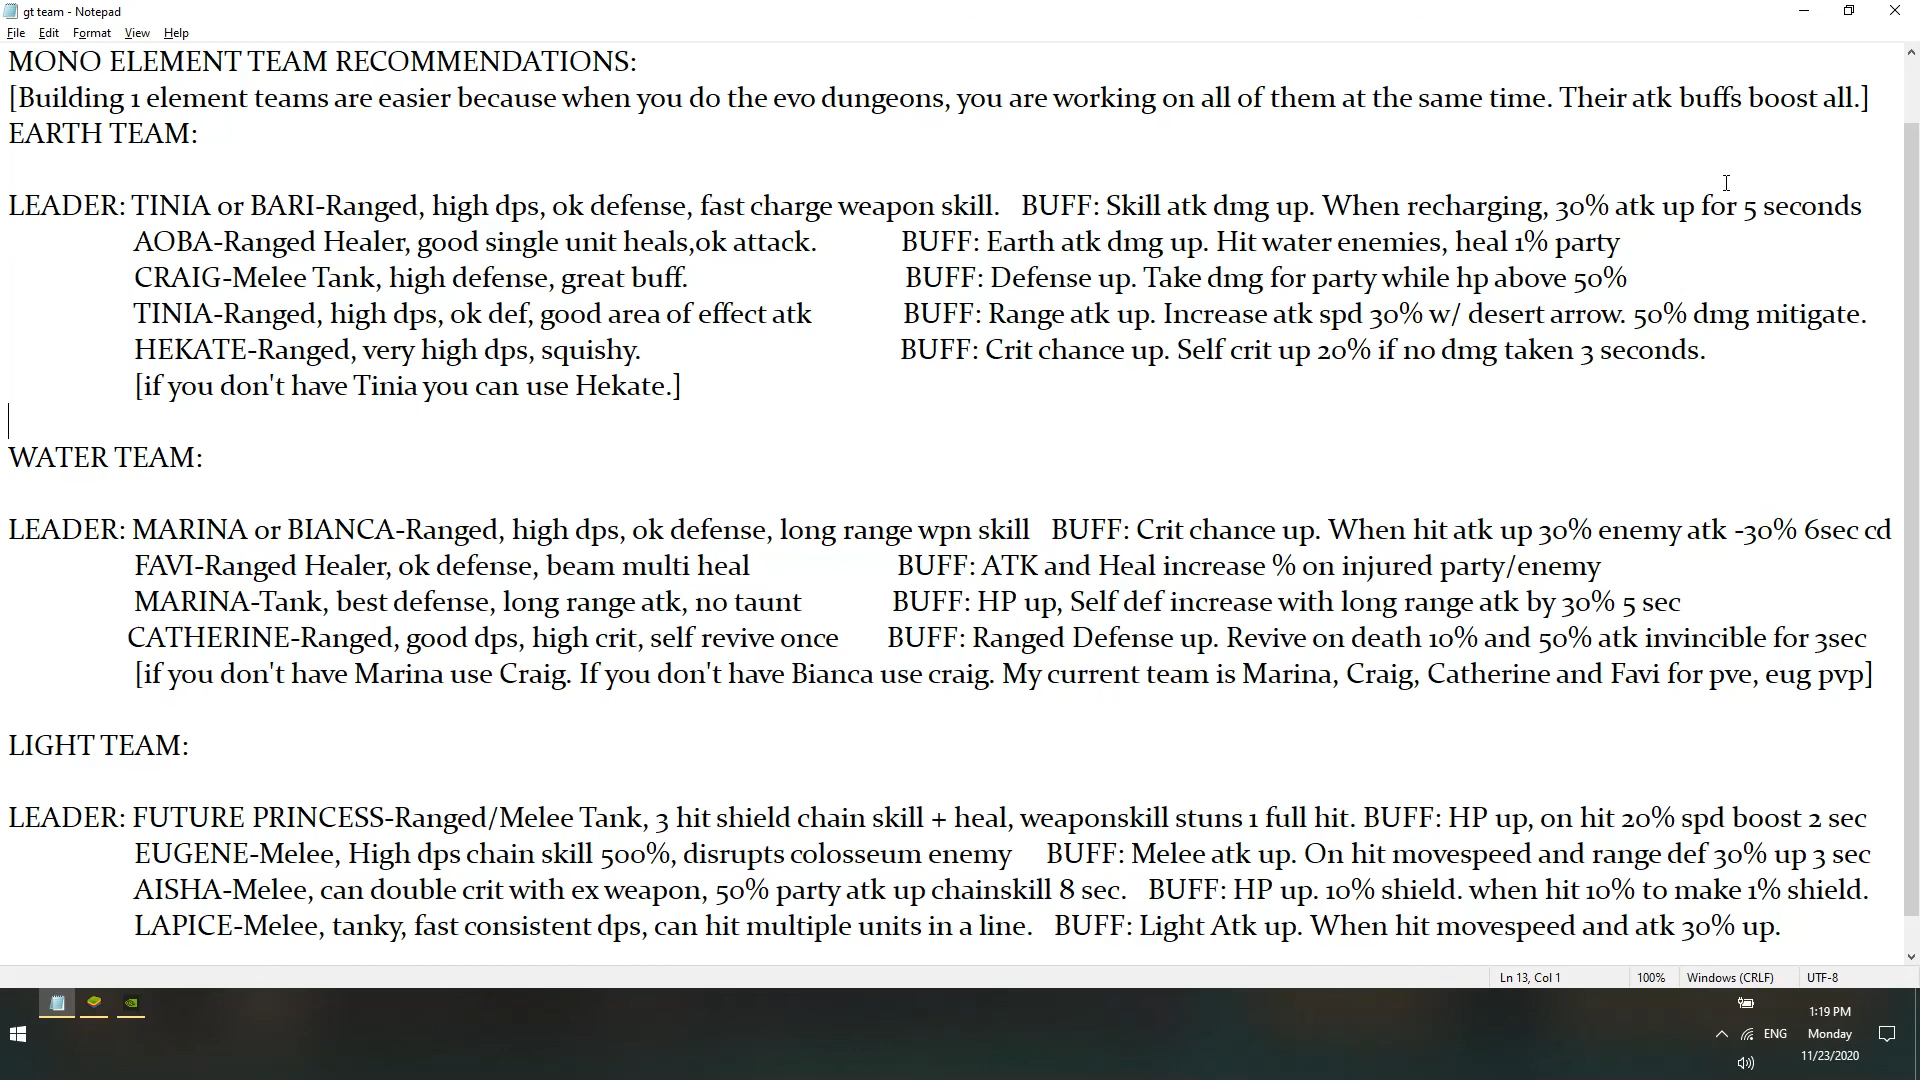 gt team - Notepad
File Edit Format View Help
MONO ELEMENT TEAM RECOMMENDATIONS:
[Building 1 element teams are easier because when you do the evo dungeons, you are working on all of them at the same time. Their atk buffs boost all.]
EARTH TEAM:
LEADER: TINIA or BARI-Ranged, high dps, ok defense, fast charge weapon skill. BUFF: Skill atk dmg up. When recharging, 30% atk up for 5 seconds
AOBA-Ranged Healer, good single unit heals,ok attack. BUFF: Earth atk dmg up. Hit water enemies, heal 1% party
CRAIG-Melee Tank, high defense, great buff. BUFF: Defense up. Take dmg for party while hp above 50%
TINIA-Ranged, high dps, ok def, good area of effect atk BUFF: Range atk up. Increase atk spd 30% w/ desert arrow. 50% dmg mitigate.
HEKATE-Ranged, very high dps, squishy. BUFF: Crit chance up. Self crit up 20% if no dmg taken 3 seconds.
[if you don't have Tinia you can use Hekate.]
WATER TEAM:
LEADER: MARINA or BIANCA-Ranged, high dps, ok defense, long range wpn skill BUFF: Crit chance up. When hit atk up 30% enemy atk -30% 6sec cd
FAVI-Ranged Healer, ok defense, beam multi heal BUFF: ATK and Heal increase % on injured party/enemy
MARINA-Tank, best defense, long range atk, no taunt BUFF: HP up, Self def increase with long range atk by 30% 5 sec
CATHERINE-Ranged, good dps, high crit, self revive once BUFF: Ranged Defense up. Revive on death 10% and 50% atk invincible for 3sec
[if you don't have Marina use Craig. If you don't have Bianca use craig. My current team is Marina, Craig, Catherine and Favi for pve, eug pvp]
LIGHT TEAM:
LEADER: FUTURE PRINCESS-Ranged/Melee Tank, 3 hit shield chain skill + heal, weaponskill stuns 1 full hit. BUFF: HP up, on hit 20% spd boost 2 sec
EUGENE-Melee, High dps chain skill 500%, disrupts colosseum enemy BUFF: Melee atk up. On hit movespeed and range def 30% up 3 sec
AISHA-Melee, can double crit with ex weapon, 50% party atk up chainskill 8 sec. BUFF: HP up. 10% shield. when hit 10% to make 1% shield.
LAPICE-Melee, tanky, fast consistent dps, can hit multiple units in a line. BUFF: Light Atk up. When hit movespeed and atk 30% up.
Ln 13, Col 1 100% Windows (CRLF) UTF-8
1:19 PM
ENG Monday
11/23/2020